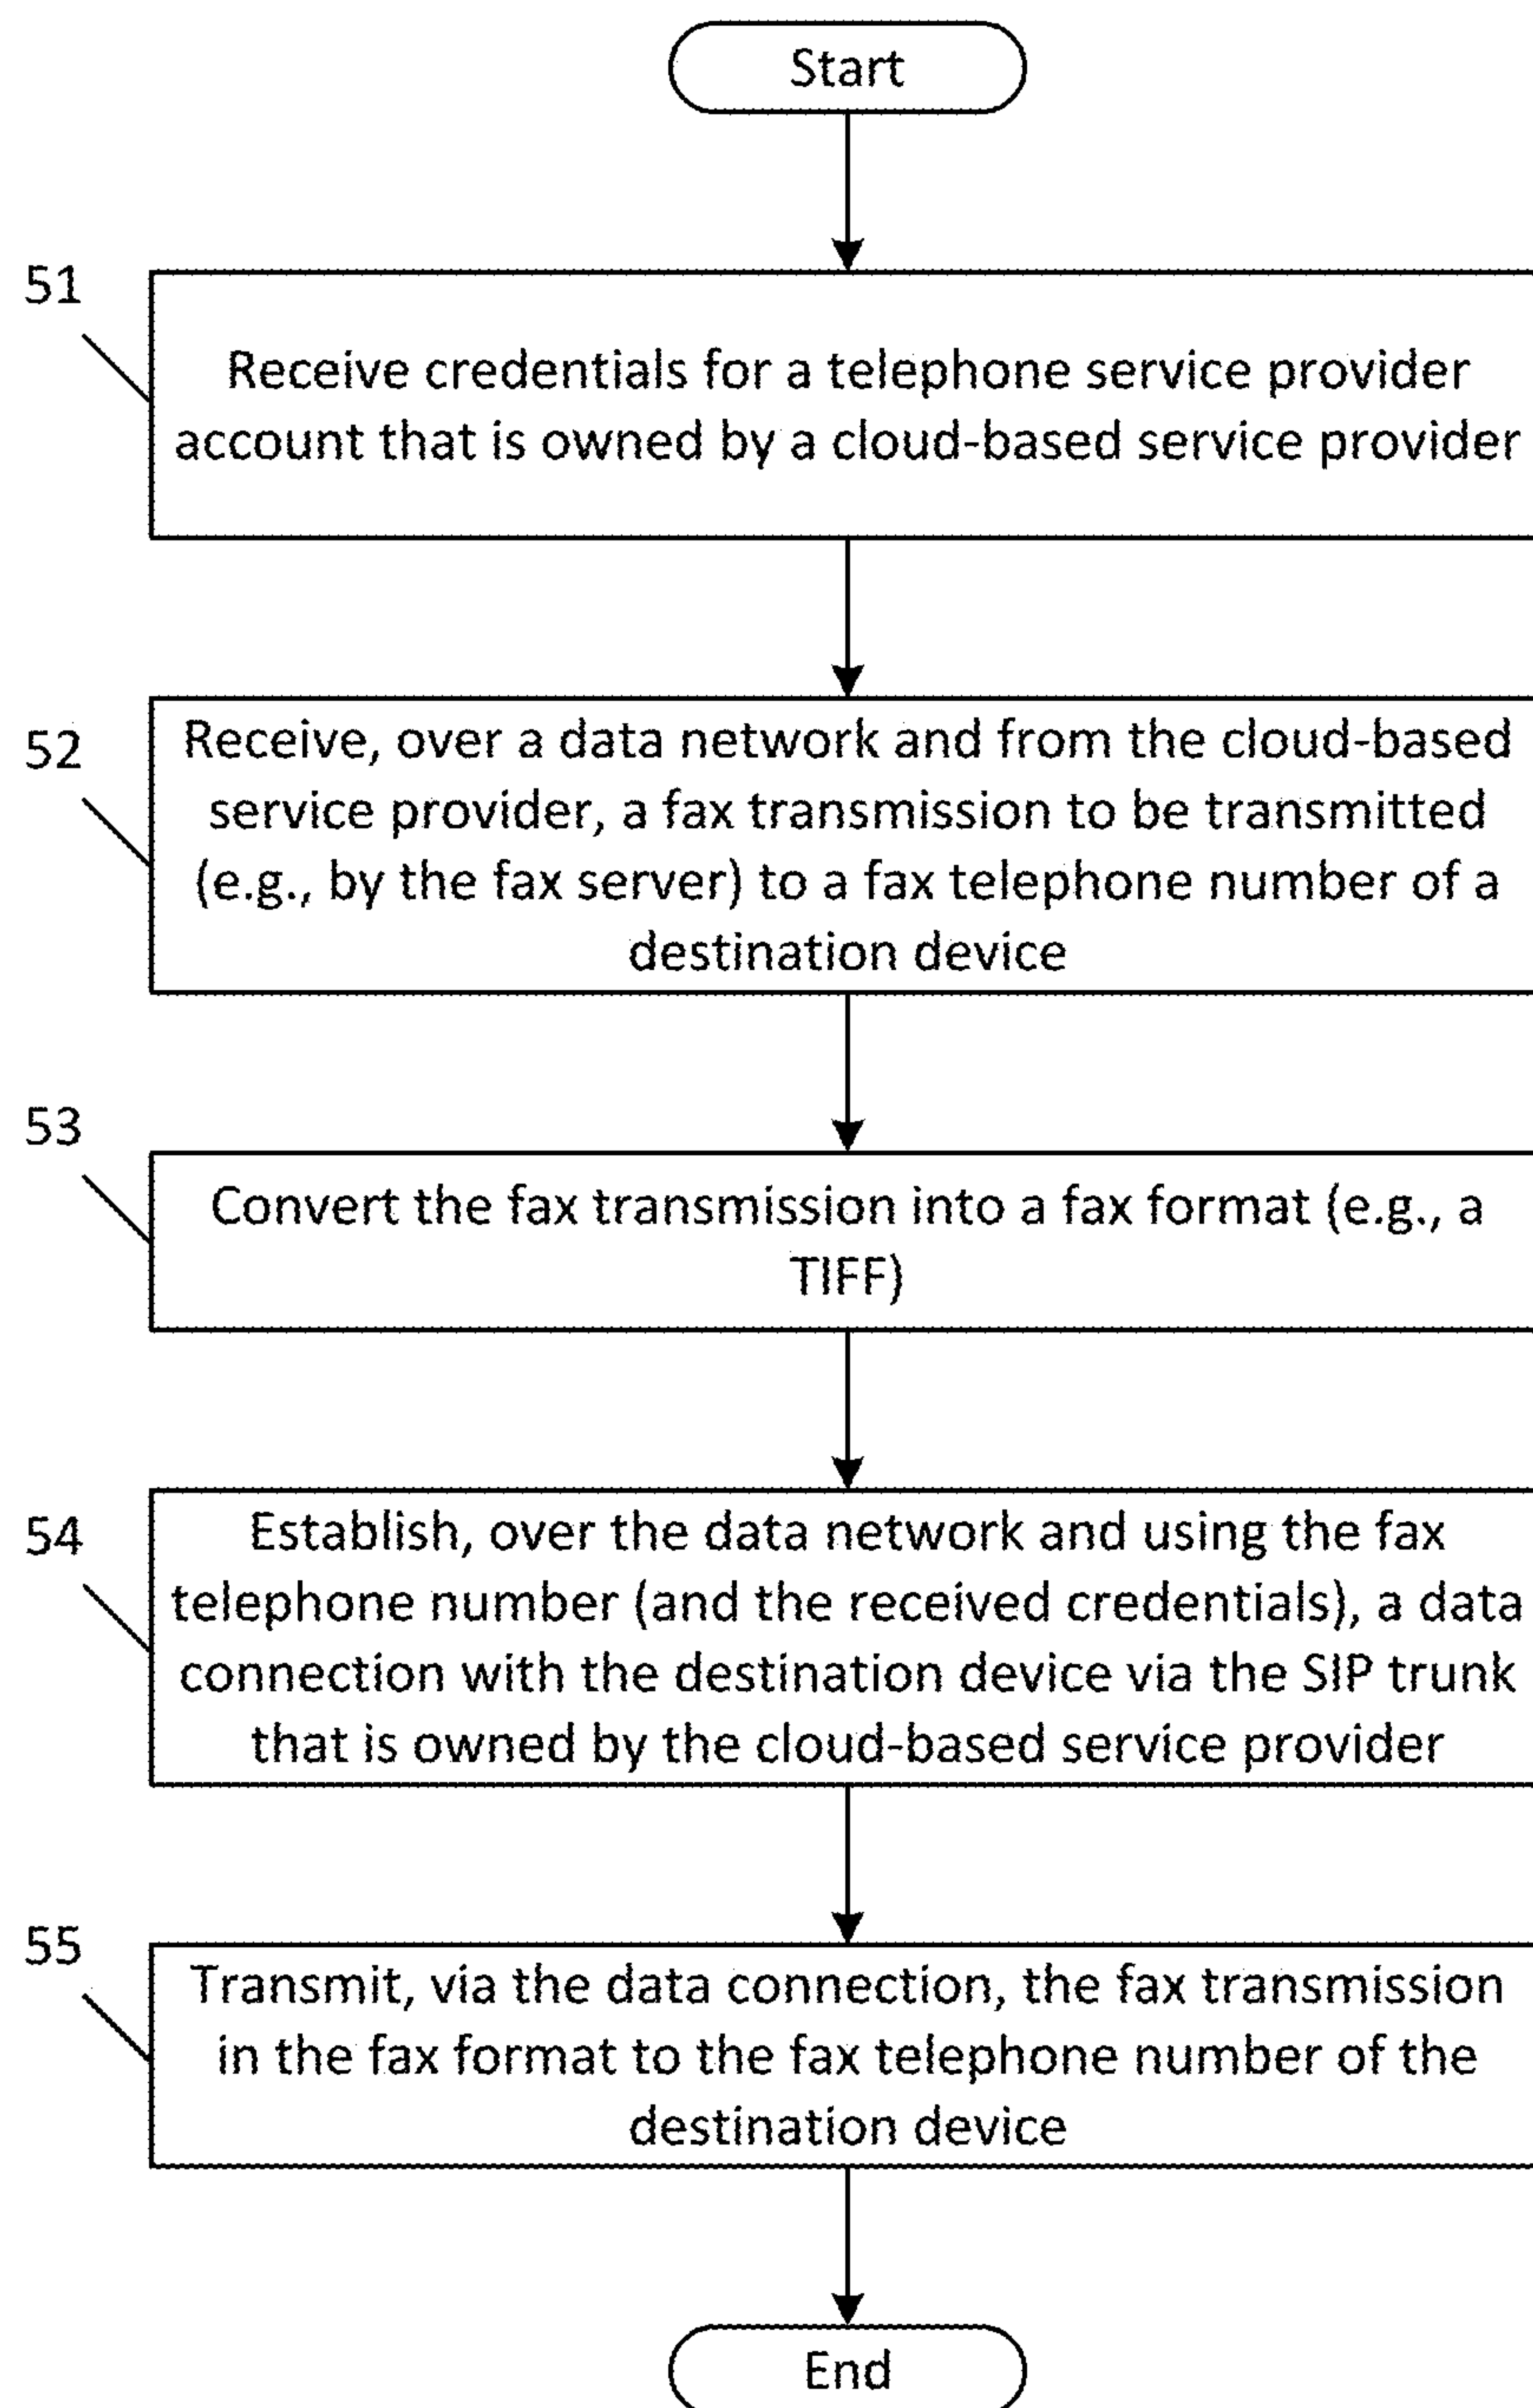 Start
51
Receive credentials for a telephone service provider
account that is owned by a cloud-based service provider
52
Receive, over a data network and from the cloud-based
service provider, a fax transmission to be transmitted
(e.g., by the fax server) to a fax telephone number of a
destination device
53
Convert the fax transmission into a fax format (e.g., a
TIFF)
54
Establish, over the data network and using the fax
telephone number (and the received credentials), a data
connection with the destination device via the SIP trunk
that is owned by the cloud-based service provider
55
Transmit, via the data connection, the fax transmission
in the fax format to the fax telephone number of the
destination device
End